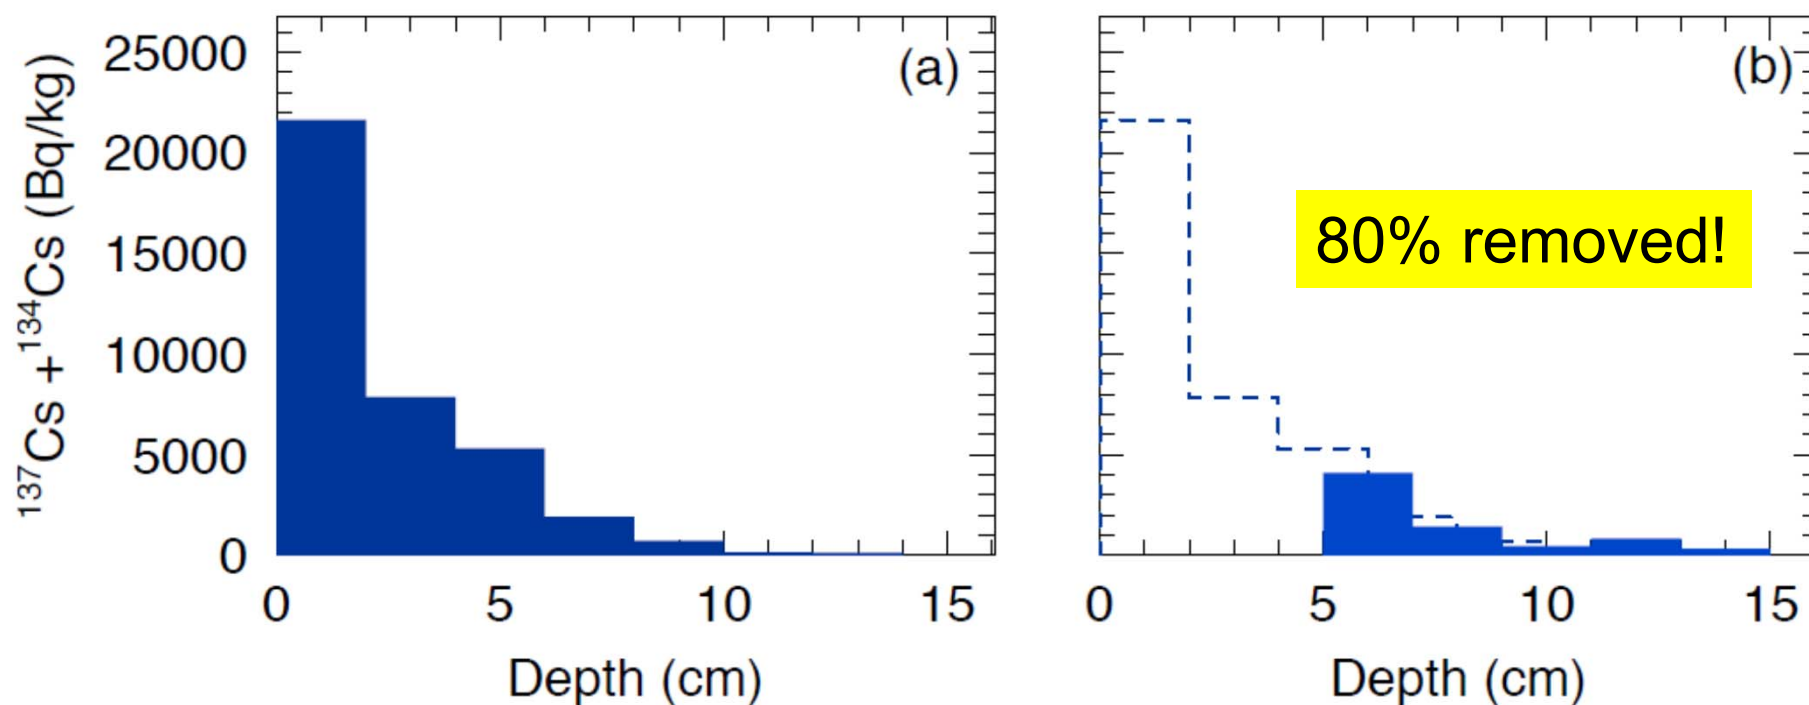 (a)
¹³⁷Cs + ¹³⁴Cs (Bq/kg)
25000
20000
15000
10000
5000
0
0 5 10 15
Depth (cm)
(b)
80% removed!
0 5 10 15
Depth (cm)